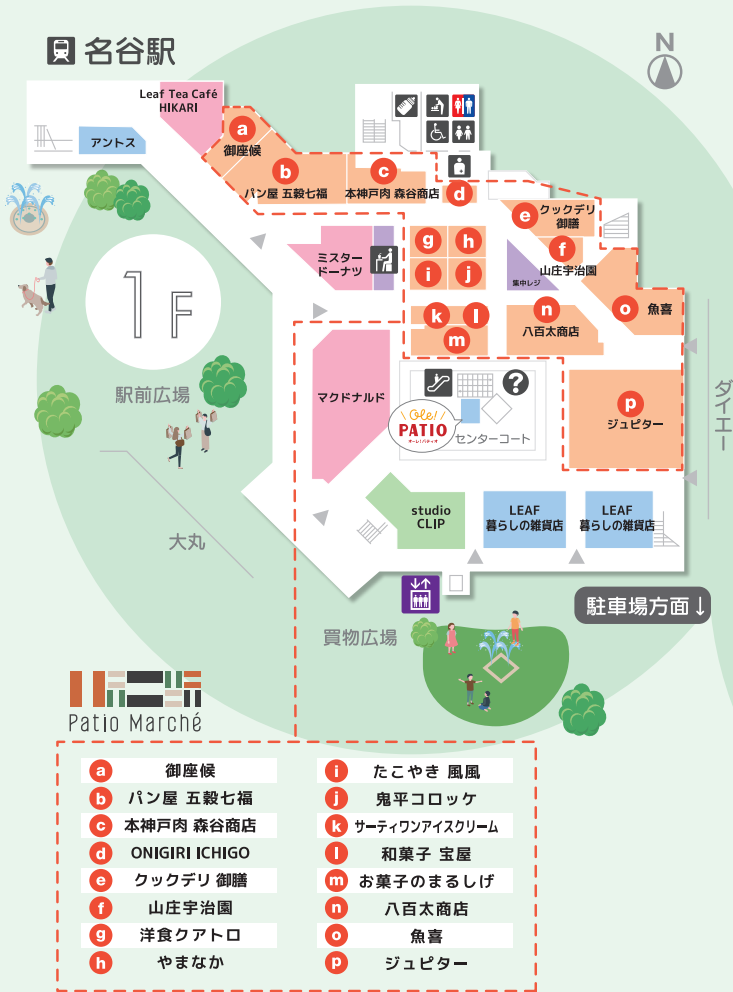 名谷駅
N
Leaf Tea Café
HIKARI
アントス
a
御座候
b
パン屋 五穀七福
c
本神戸肉 森谷商店
d
e
クックデリ
御膳
f
山庄宇治園
g
h
i
j
ミスター
ドーナツ
集中レジ
k
l
m
n
八百太商店
o
魚喜
1F
駅前広場
マクドナルド
Ole!
PATIO
オーレ!パティオ
?
センターコート
p
ジュピター
ダイエー
大丸
studio
CLIP
LEAF
暮らしの雑貨店
LEAF
暮らしの雑貨店
駐車場方面↓
買物広場
Patio Marché
a 御座候
b パン屋 五穀七福
c 本神戸肉 森谷商店
d ONIGIRI ICHIGO
e クックデリ 御膳
f 山庄宇治園
g 洋食クアトロ
h やまなか
i たこやき 風風
j 鬼平コロッケ
k サーティワンアイスクリーム
l 和菓子 宝屋
m お菓子のまるしげ
n 八百太商店
o 魚喜
p ジュピター